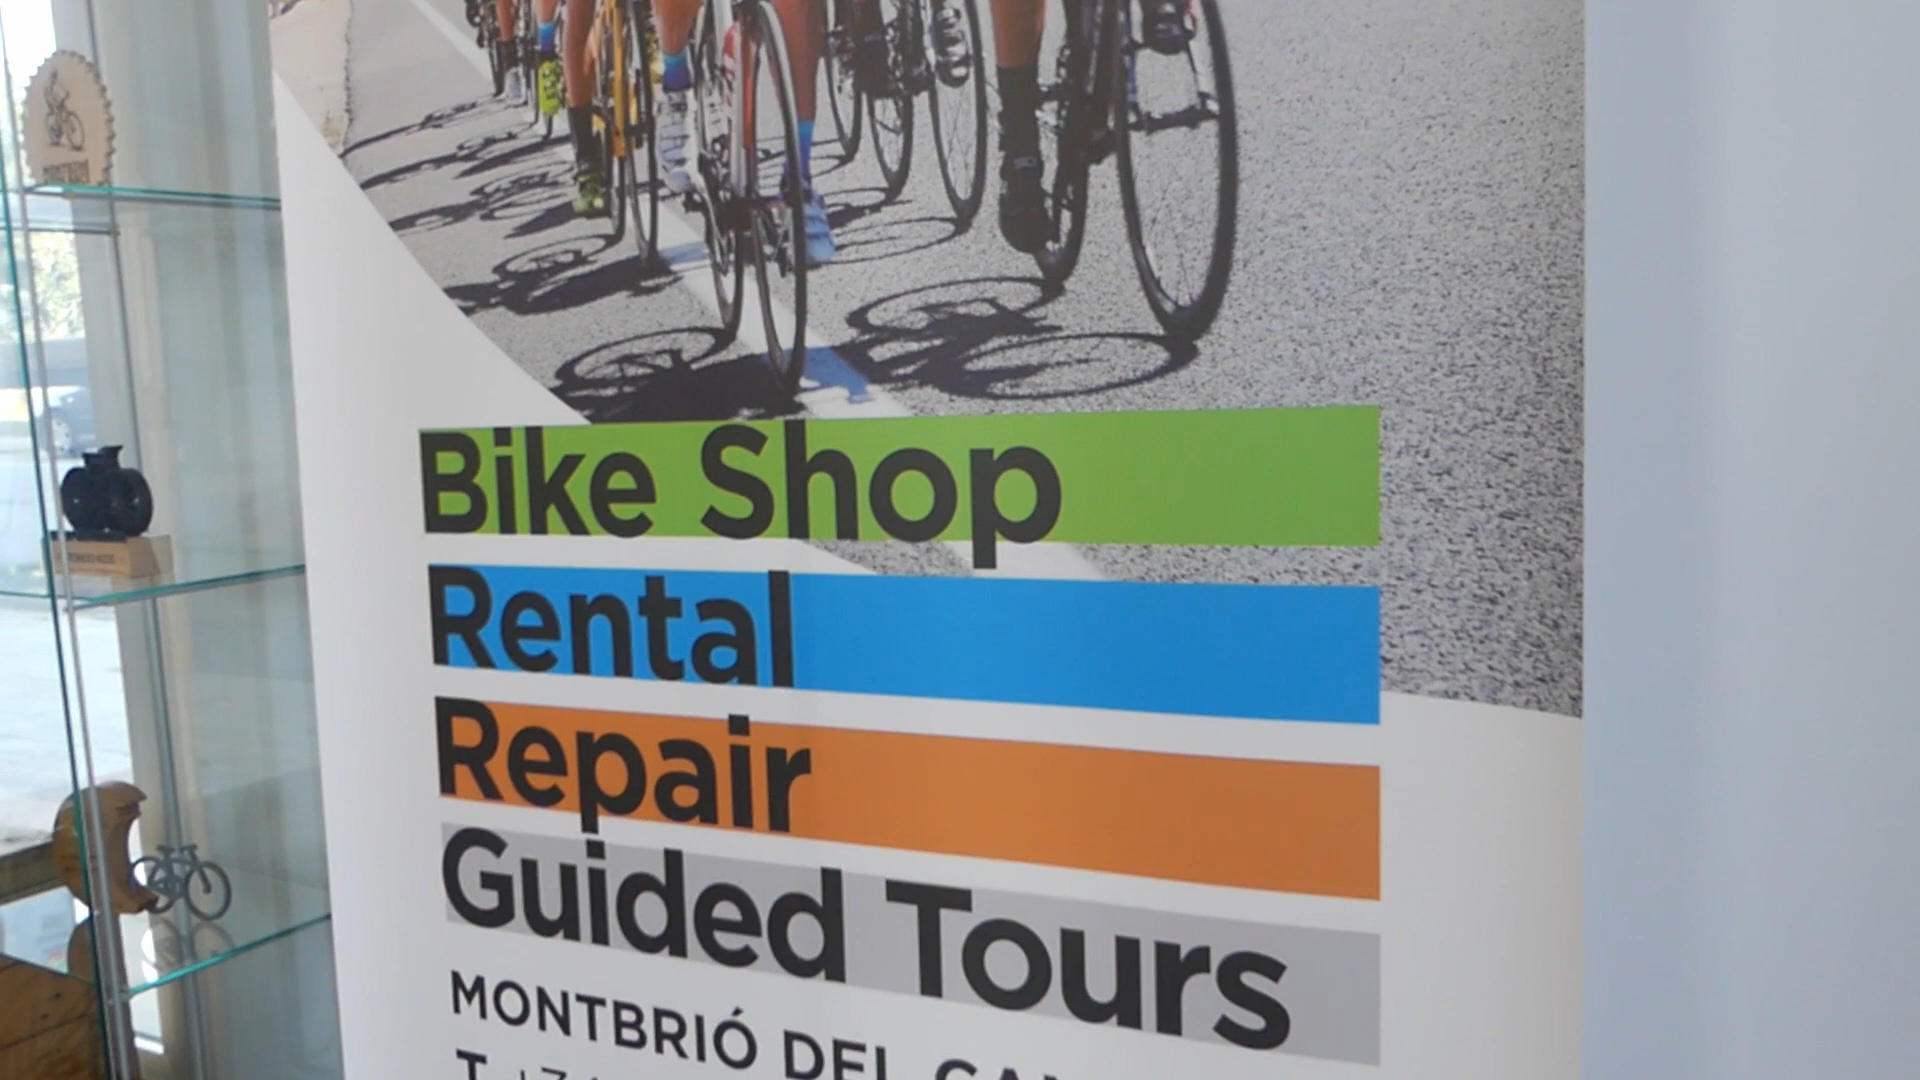 Bike Shop
Rental
Repair
Guided Tours
MONTBRIÓ DEL